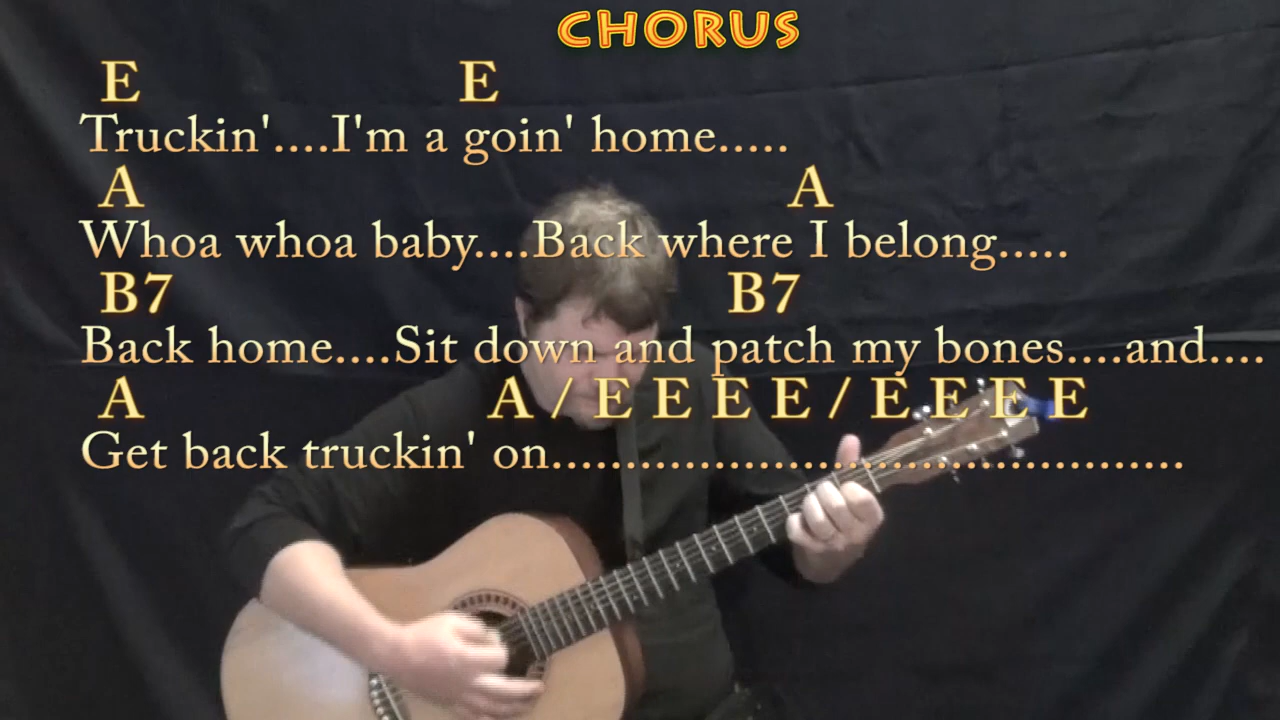 CHORUS
E E
Truckin'....I'm a goin' home.....
A A
Whoa whoa baby....Back where I belong.....
B7 B7
Back home....Sit down and patch my bones....and....
A A / E E E E / E E E E
Get back truckin' on...........................................